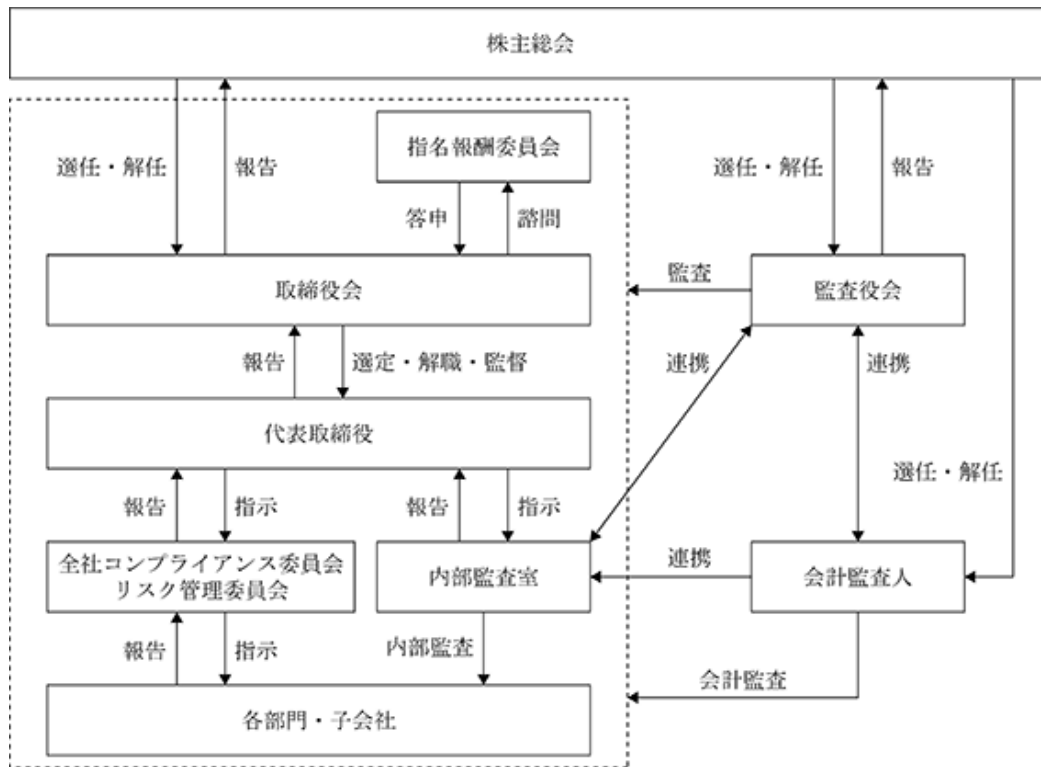 株主総会
指名報酬委員会
選任・解任
報告
選任・解任
報告
答申
諮問
取締役会
監査
監査役会
報告
選定・解職・監督
連携
連携
代表取締役
報告
指示
報告
指示
選任・解任
全社コンプライアンス委員会
リスク管理委員会
内部監査室
連携
会計監査人
報告
指示
内部監査
会計監査
各部門・子会社